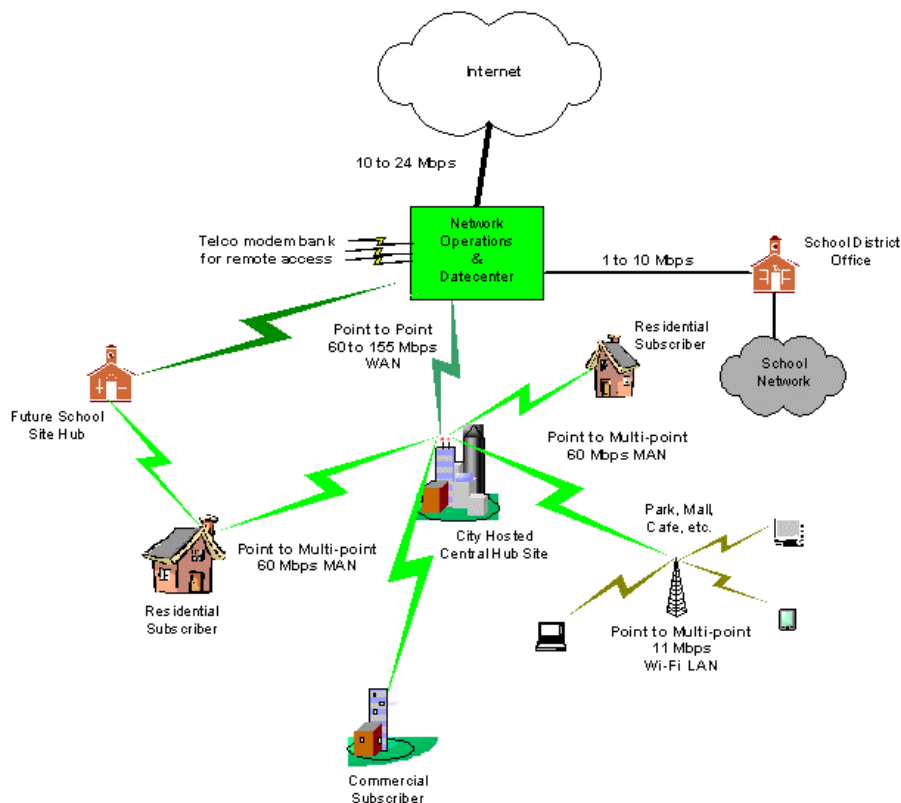 Internet
10 to 24 Mbps
Network
Operations
&
Datecenter
Telco modem bank
for remote access
1 to 10 Mbps
School District
Office
Point to Point
60 to 155 Mbps
WAN
Residential
Subscriber
School
Network
Future School
Site Hub
Point to Multi-point
60 Mbps MAN
Park, Mall,
Cafe, etc.
City Hosted
Central Hub Site
Point to Multi-point
60 Mbps MAN
Residential
Subscriber
Point to Multi-point
11 Mbps
Wi-Fi LAN
Commercial
Subscriber